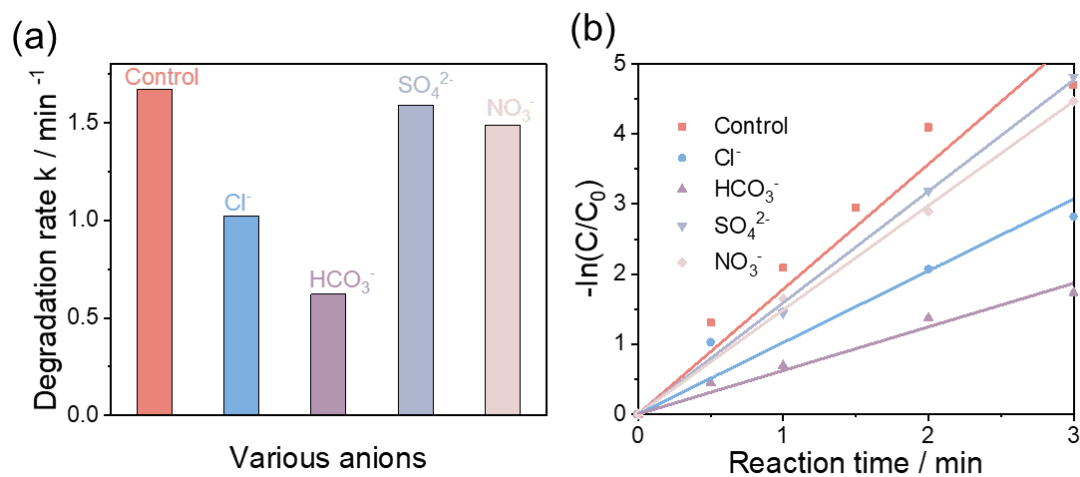 (a)
Degradation rate k / min ⁻¹
1.5
1.0
0.5
0.0
Control
Cl⁻
HCO₃⁻
SO₄²⁻
NO₃⁻
Various anions
(b)
-ln(C/C₀)
5
4
3
2
1
0
Control
Cl⁻
HCO₃⁻
SO₄²⁻
NO₃⁻
0 1 2 3
Reaction time / min